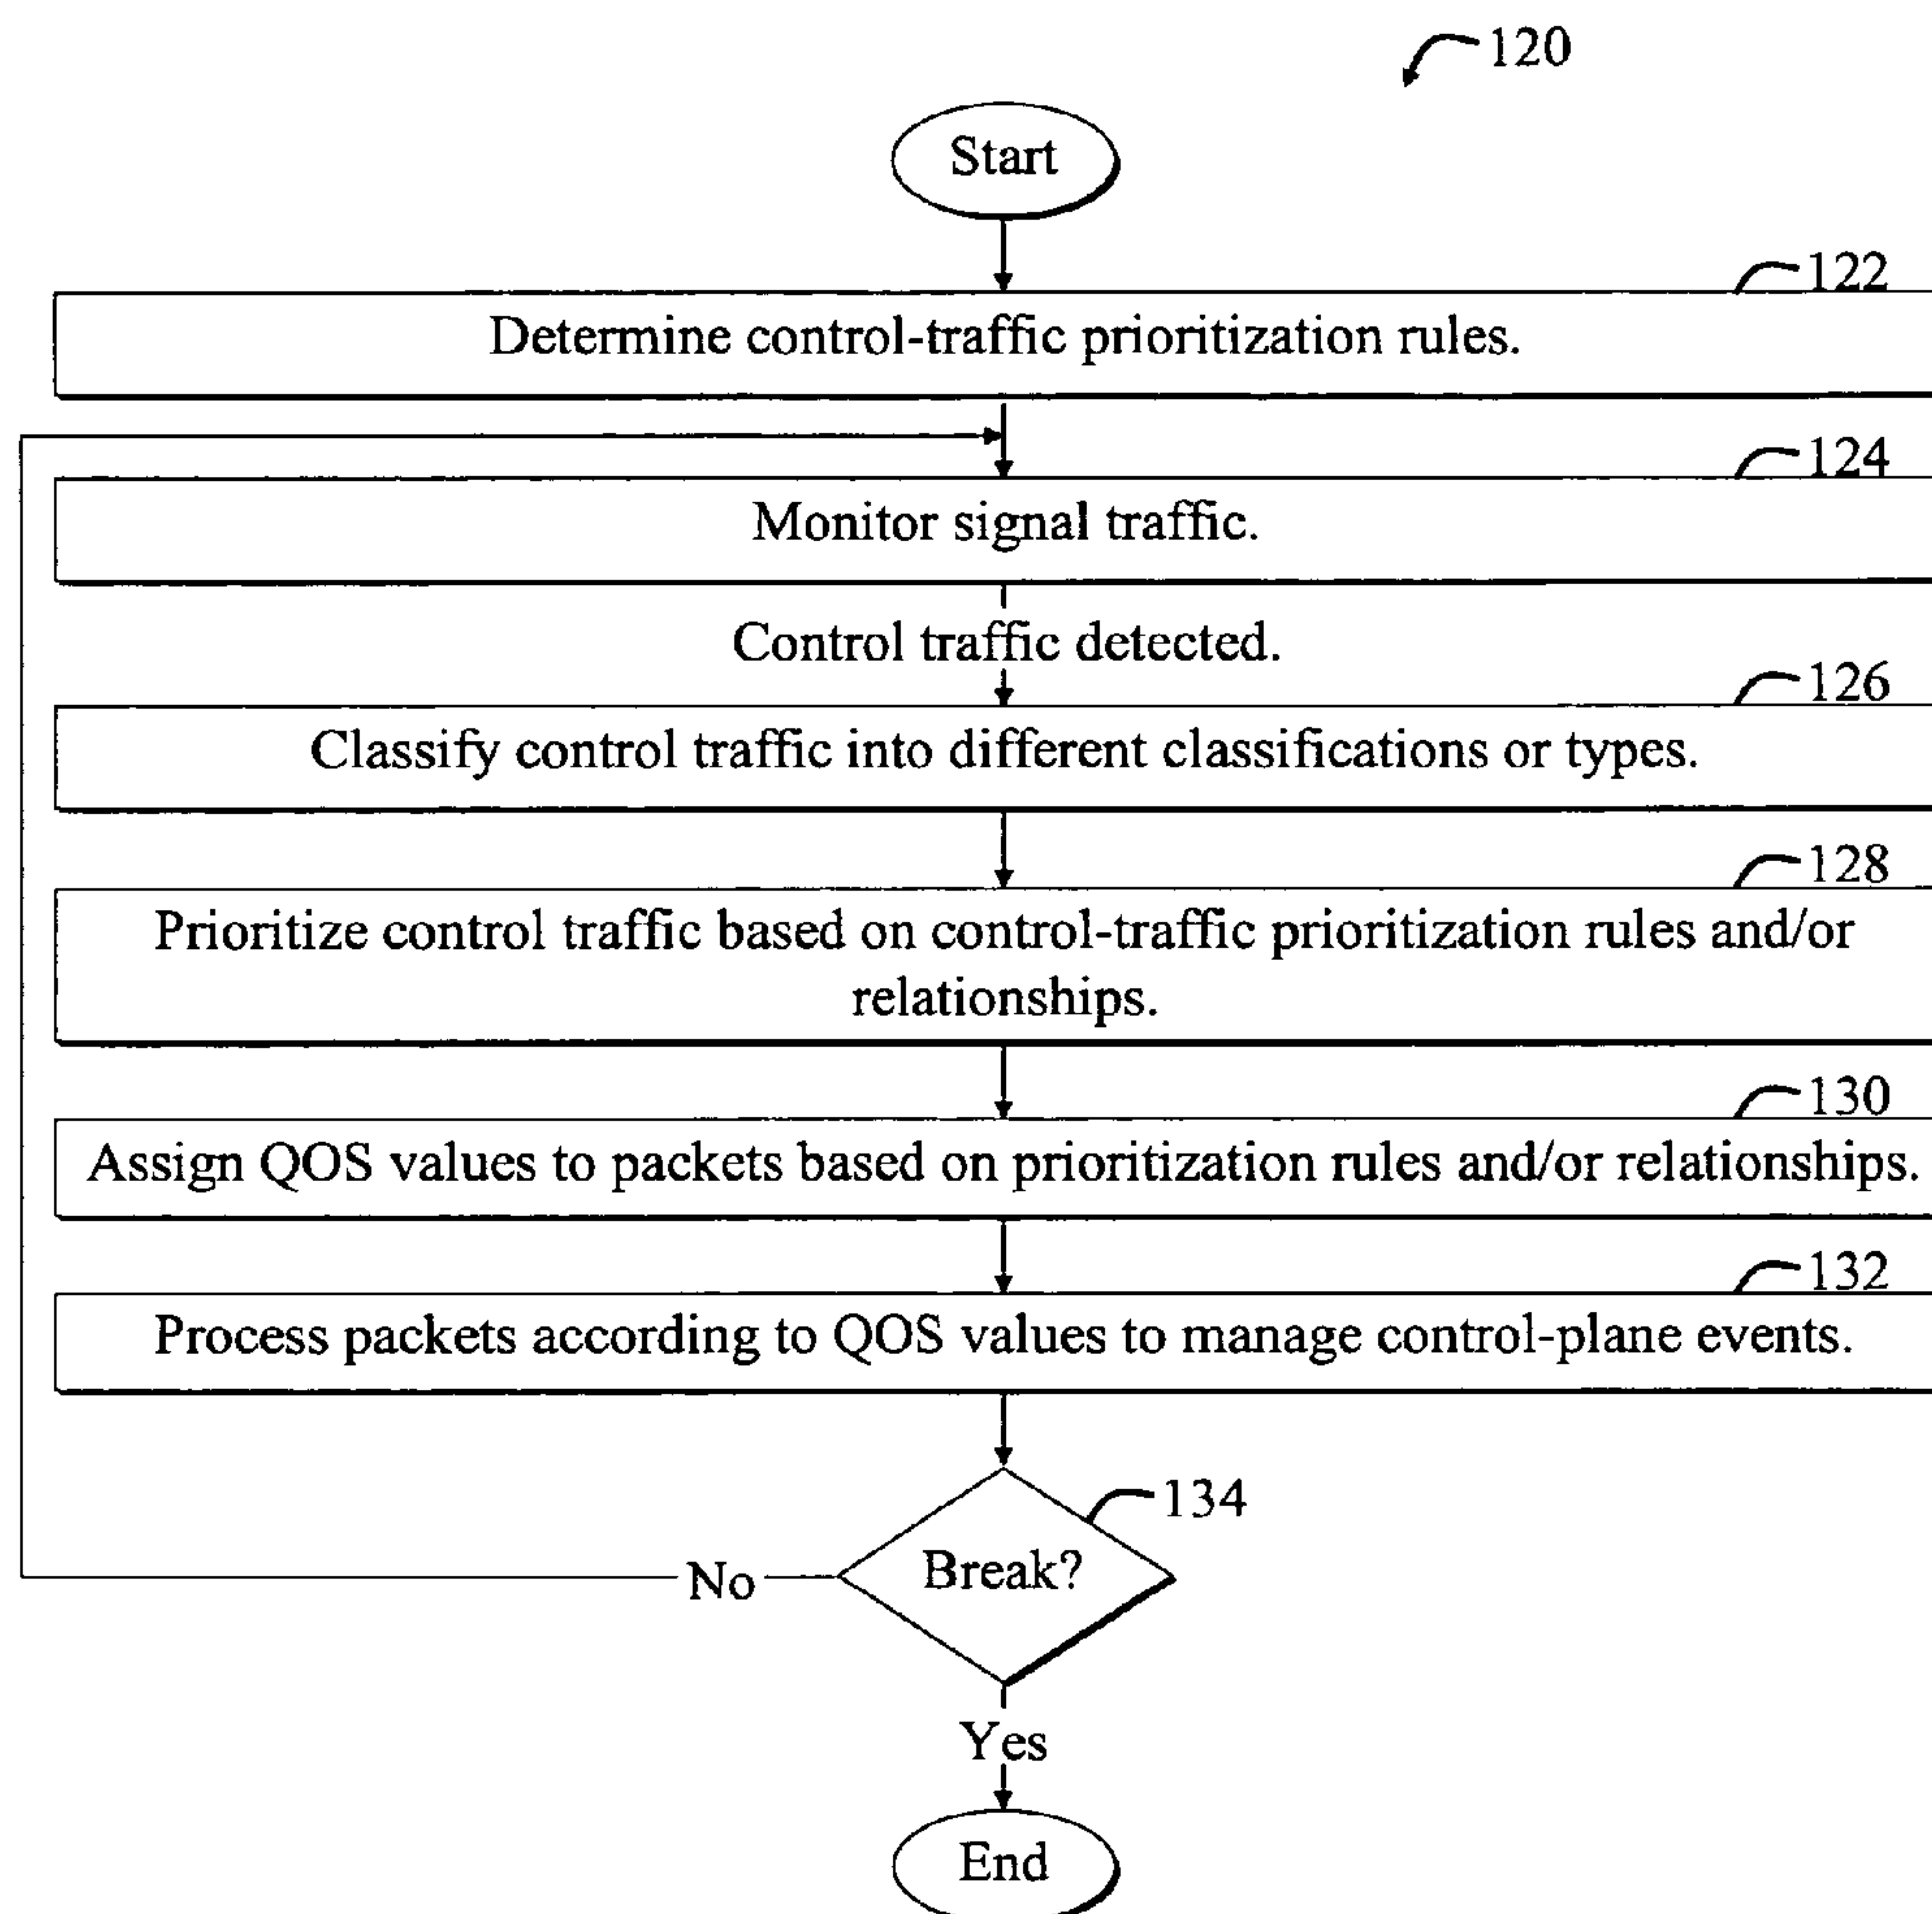 120
Start
122
Determine control-traffic prioritization rules.
124
Monitor signal traffic.
Control traffic detected.
126
Classify control traffic into different classifications or types.
128
Prioritize control traffic based on control-traffic prioritization rules and/or
relationships.
130
Assign QOS values to packets based on prioritization rules and/or relationships.
132
Process packets according to QOS values to manage control-plane events.
134
Break?
No
Yes
End